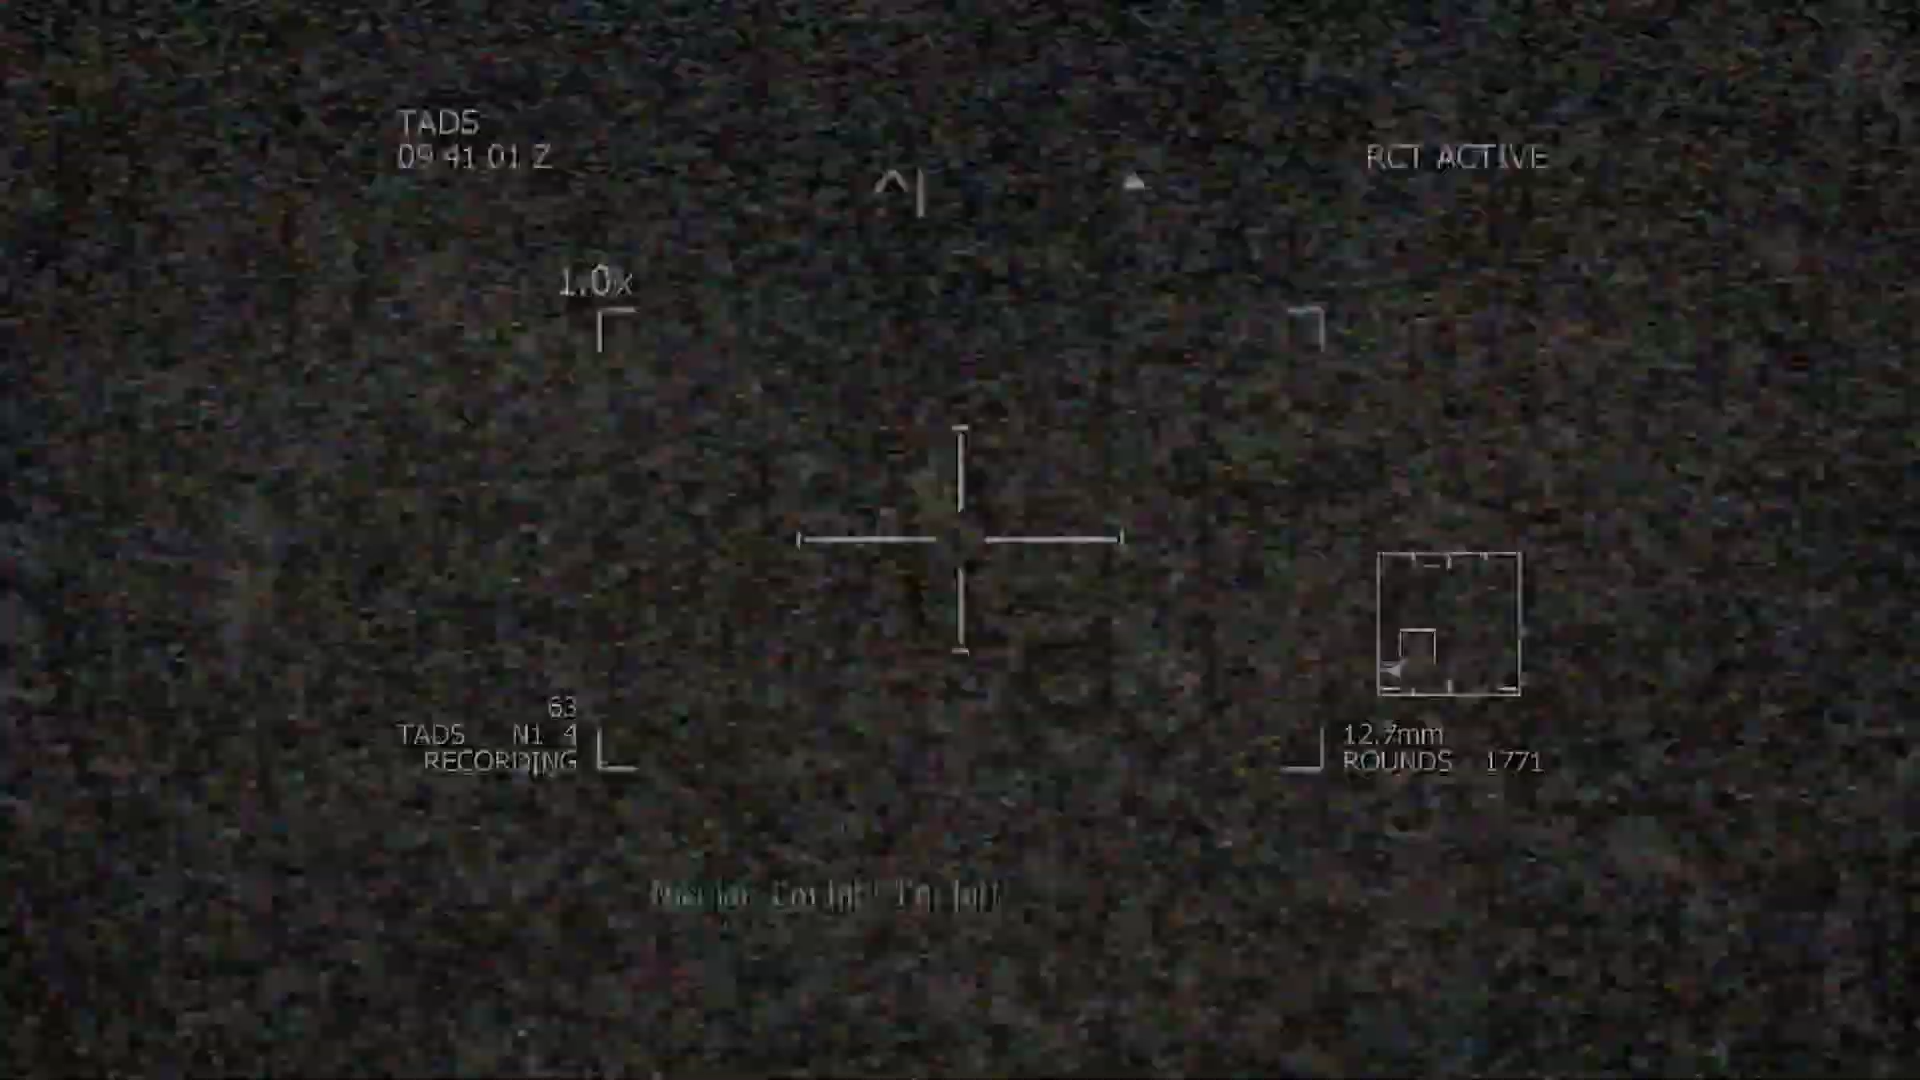 TADS
09 41 01 Z
RCT ACTIVE
1.0x
63
TADS N1 4
RECORDING
12.7mm
ROUNDS 1771